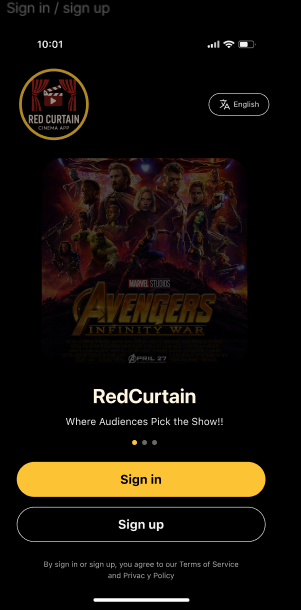 Sign in / sign up
10:01
RED CURTAIN
CINEMA APP
English
MARVEL STUDIOS
AVENGERS
INFINITY WAR
APRIL 27
RedCurtain
Where Audiences Pick the Show!!
Sign in
Sign up
By sign in or sign up, you agree to our Terms of Service
and Privac y Policy